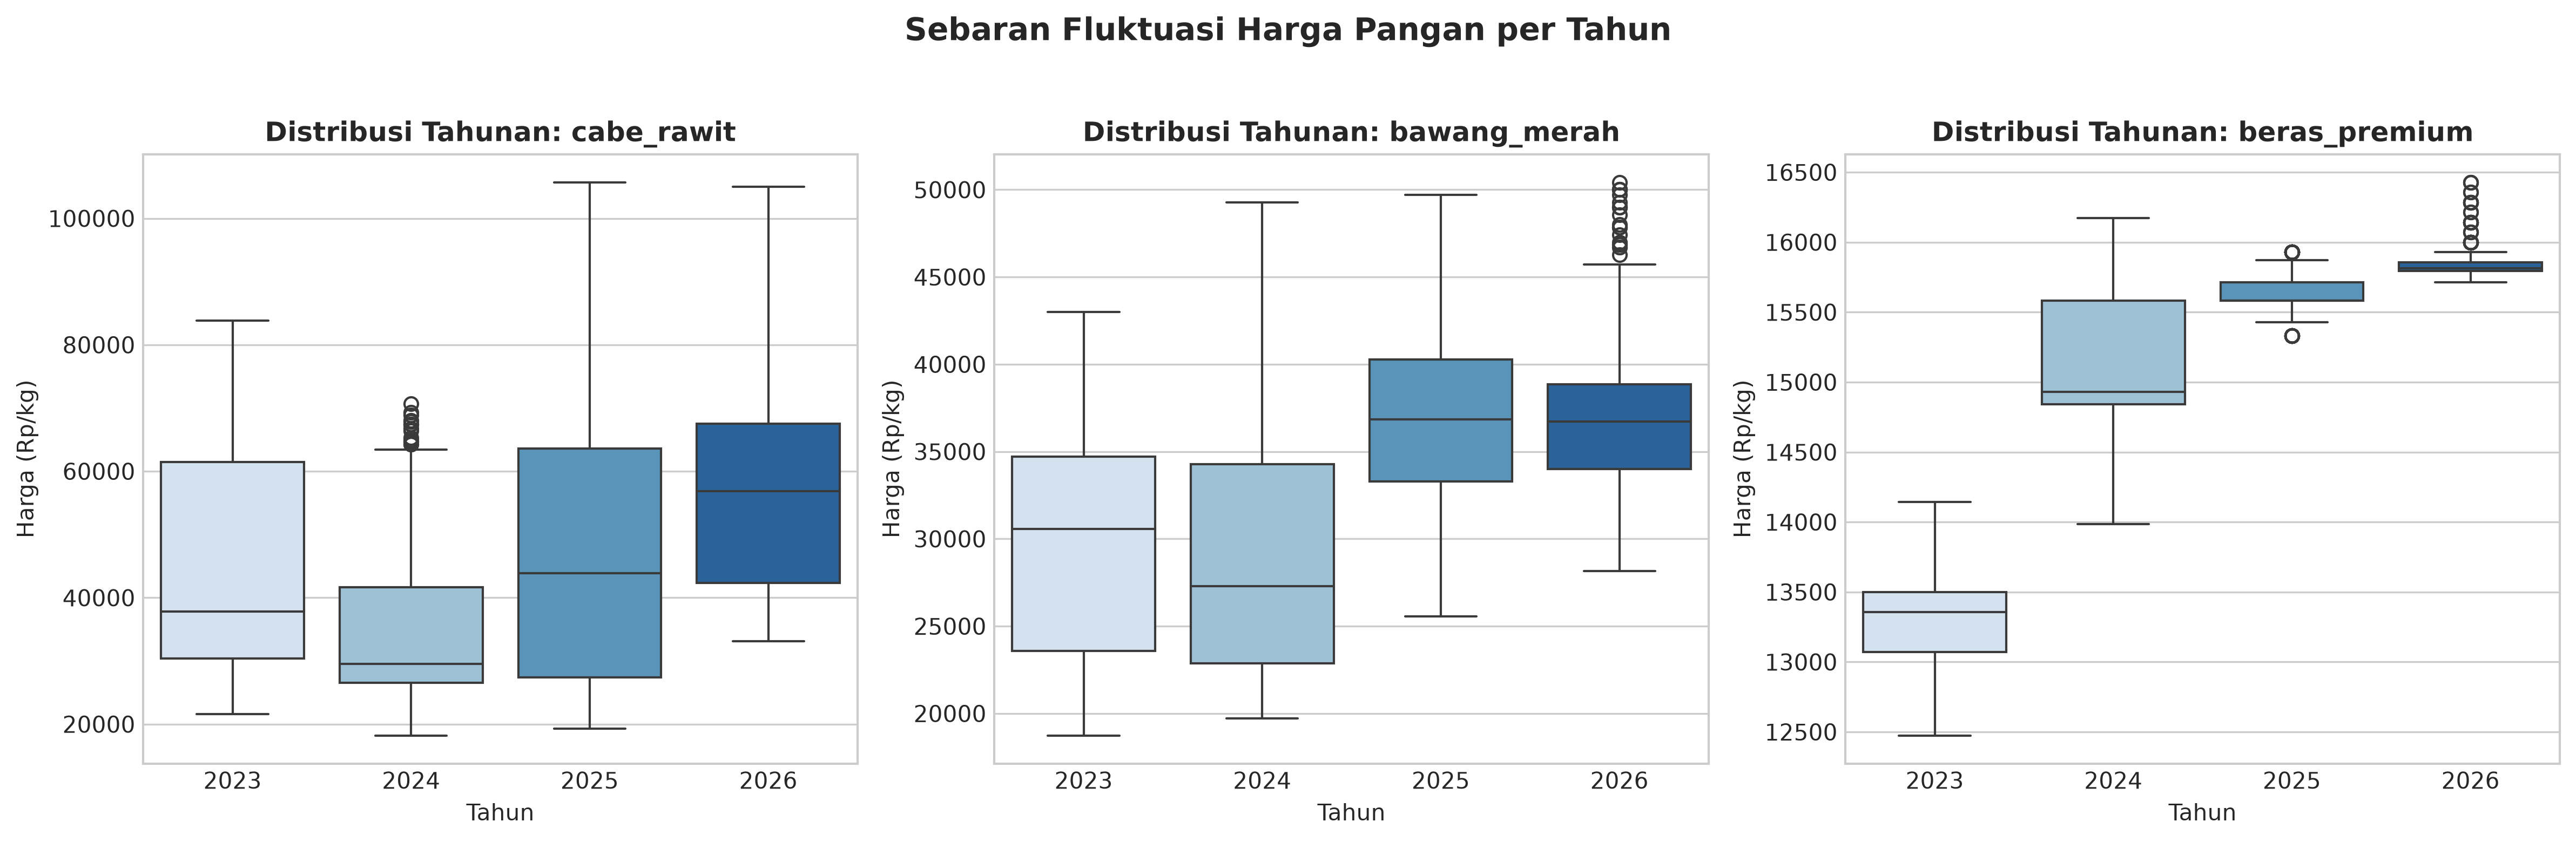 Sebaran Fluktuasi Harga Pangan per Tahun
Distribusi Tahunan: cabe_rawit
Harga (Rp/kg)
100000
80000
60000
40000
20000
2023 2024 2025 2026
Tahun
Distribusi Tahunan: bawang_merah
Harga (Rp/kg)
50000
45000
40000
35000
30000
25000
20000
2023 2024 2025 2026
Tahun
Distribusi Tahunan: beras_premium
Harga (Rp/kg)
16500
16000
15500
15000
14500
14000
13500
13000
12500
2023 2024 2025 2026
Tahun